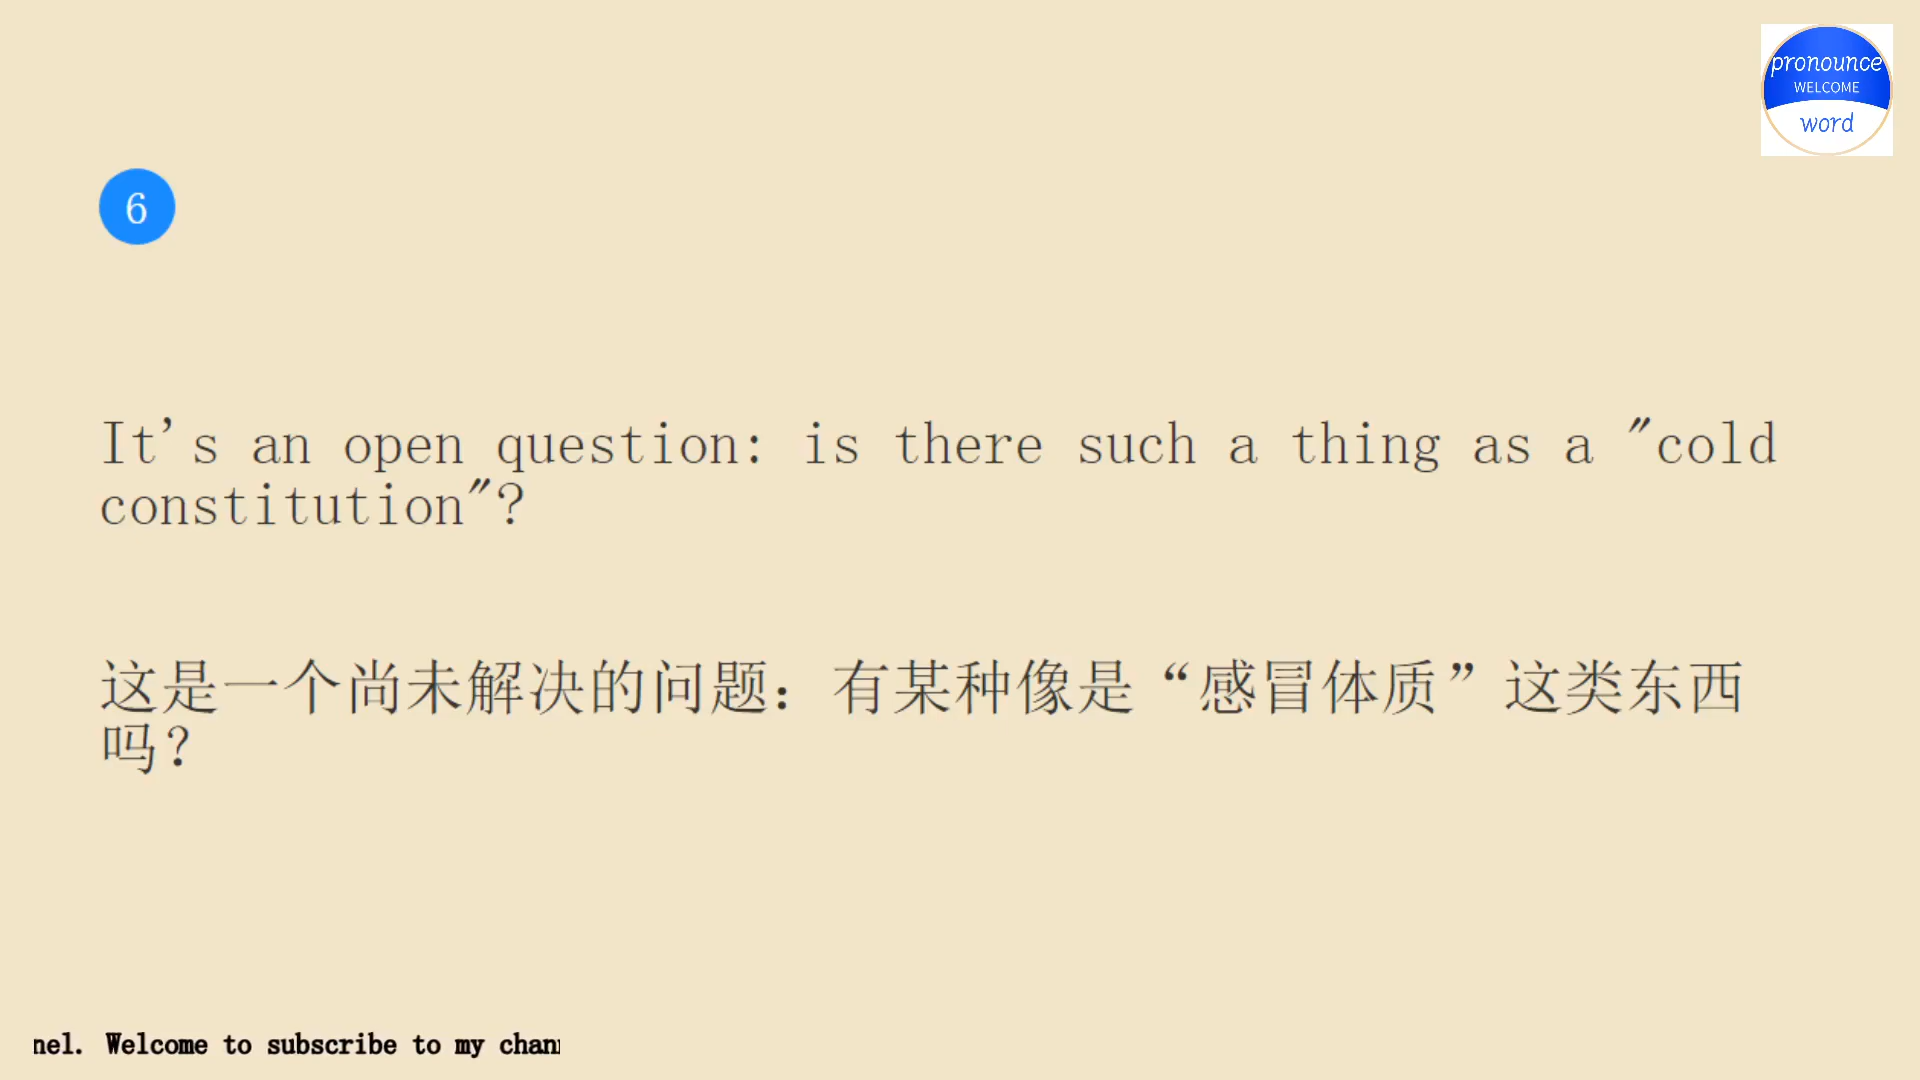 pronounce
WELCOME
word
6
It's an open question: is there such a thing as a "cold
constitution"?
这是一个尚未解决的问题：有某种像是“感冒体质”这类东西
吗？
nel. Welcome to subscribe to my chan